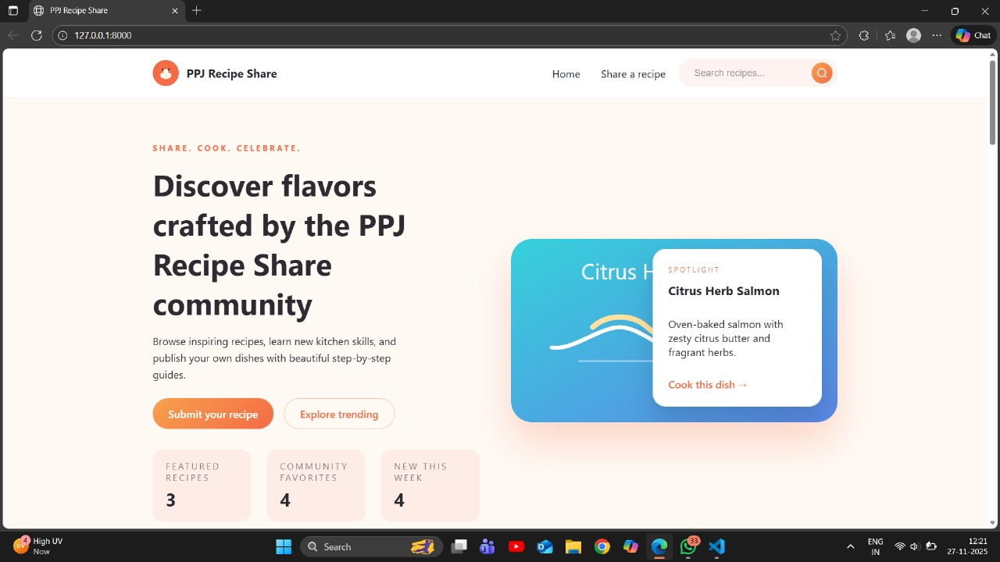 PPJ Recipe Share
127.0.0.1:8000
Chat
PPJ Recipe Share
Home
Share a recipe
Search recipes...
SHARE. COOK. CELEBRATE.
Discover flavors
crafted by the PPJ
Recipe Share
community
Browse inspiring recipes, learn new kitchen skills, and
publish your own dishes with beautiful step-by-step
guides.
Submit your recipe
Explore trending
FEATURED
RECIPES
3
COMMUNITY
FAVORITES
4
NEW THIS
WEEK
4
Citrus H
SPOTLIGHT
Citrus Herb Salmon
Oven-baked salmon with
zesty citrus butter and
fragrant herbs.
Cook this dish →
4
High UV
Now
Search
33
ENG
IN
12:21
27-11-2025